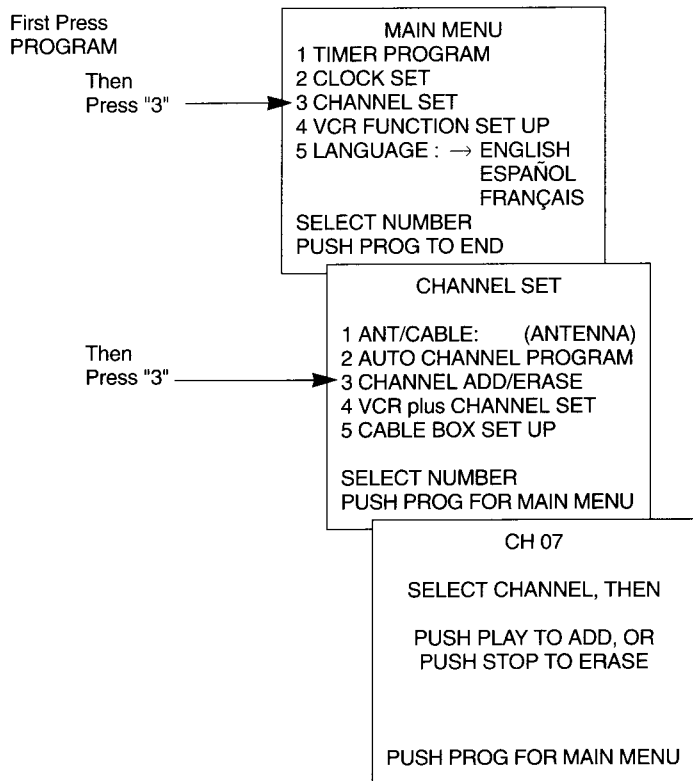 First Press
PROGRAM
Then
Press "3"
MAIN MENU
1 TIMER PROGRAM
2 CLOCK SET
3 CHANNEL SET
4 VCR FUNCTION SET UP
5 LANGUAGE : → ENGLISH
ESPAÑOL
FRANÇAIS
SELECT NUMBER
PUSH PROG TO END
Then
Press "3"
CHANNEL SET
1 ANT/CABLE: (ANTENNA)
2 AUTO CHANNEL PROGRAM
3 CHANNEL ADD/ERASE
4 VCR plus CHANNEL SET
5 CABLE BOX SET UP
SELECT NUMBER
PUSH PROG FOR MAIN MENU
CH 07
SELECT CHANNEL, THEN
PUSH PLAY TO ADD, OR
PUSH STOP TO ERASE
PUSH PROG FOR MAIN MENU